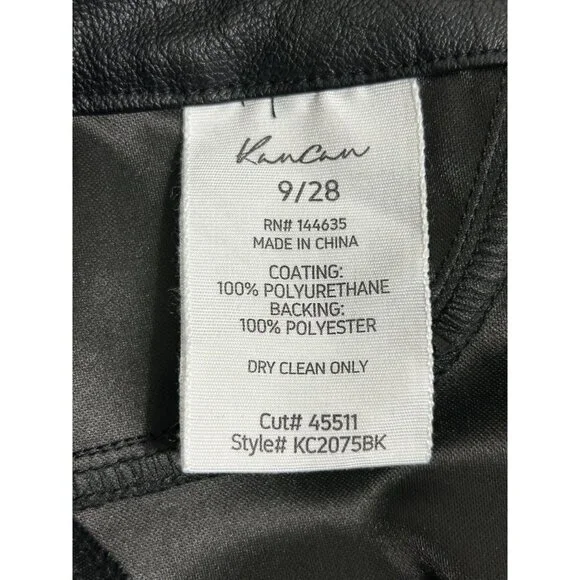 KanCan
9/28
RN# 144635
MADE IN CHINA
COATING:
100% POLYURETHANE
BACKING:
100% POLYESTER
DRY CLEAN ONLY
Cut# 45511
Style# KC2075BK